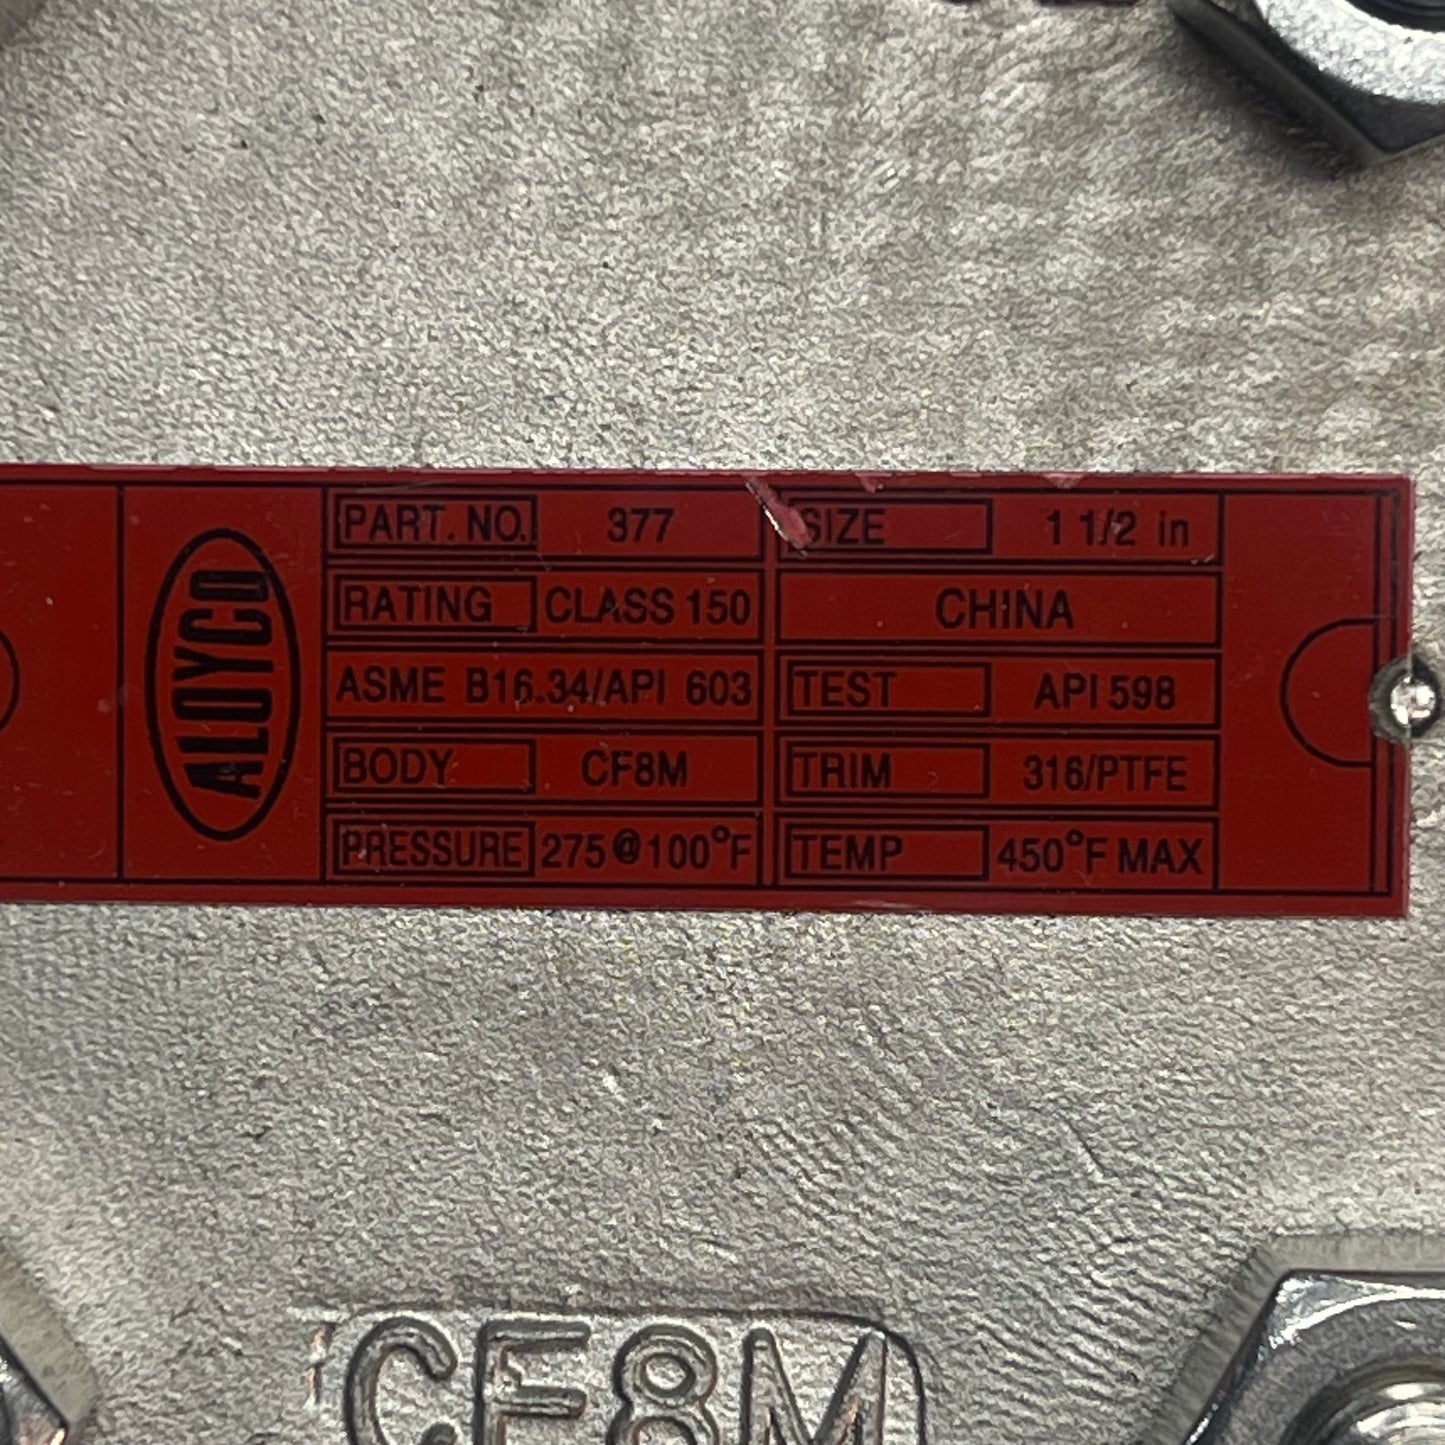 ALOYCO
PART. NO. 377 SIZE 1 1/2 in
RATING CLASS 150 CHINA
ASME B16.34/API 603 TEST API 598
BODY CF8M TRIM 316/PTFE
PRESSURE 275@100°F TEMP 450°F MAX
CF8M